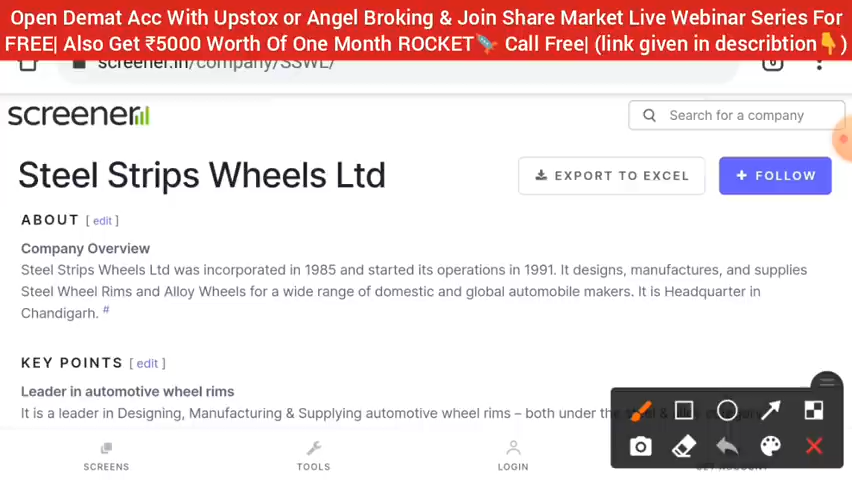 Open Demat Acc With Upstox or Angel Broking & Join Share Market Live Webinar Series For
FREE| Also Get ₹5000 Worth Of One Month ROCKET🚀 Call Free| (link given in describtion👇)
screener.in/company/SSWL/
screener
Search for a company
Steel Strips Wheels Ltd
EXPORT TO EXCEL
+ FOLLOW
ABOUT [ edit ]
Company Overview
Steel Strips Wheels Ltd was incorporated in 1985 and started its operations in 1991. It designs, manufactures, and supplies
Steel Wheel Rims and Alloy Wheels for a wide range of domestic and global automobile makers. It is Headquarter in
Chandigarh. #
KEY POINTS [ edit ]
Leader in automotive wheel rims
It is a leader in Designing, Manufacturing & Supplying automotive wheel rims – both under the
SCREENS
TOOLS
LOGIN
GET ACCOUNT